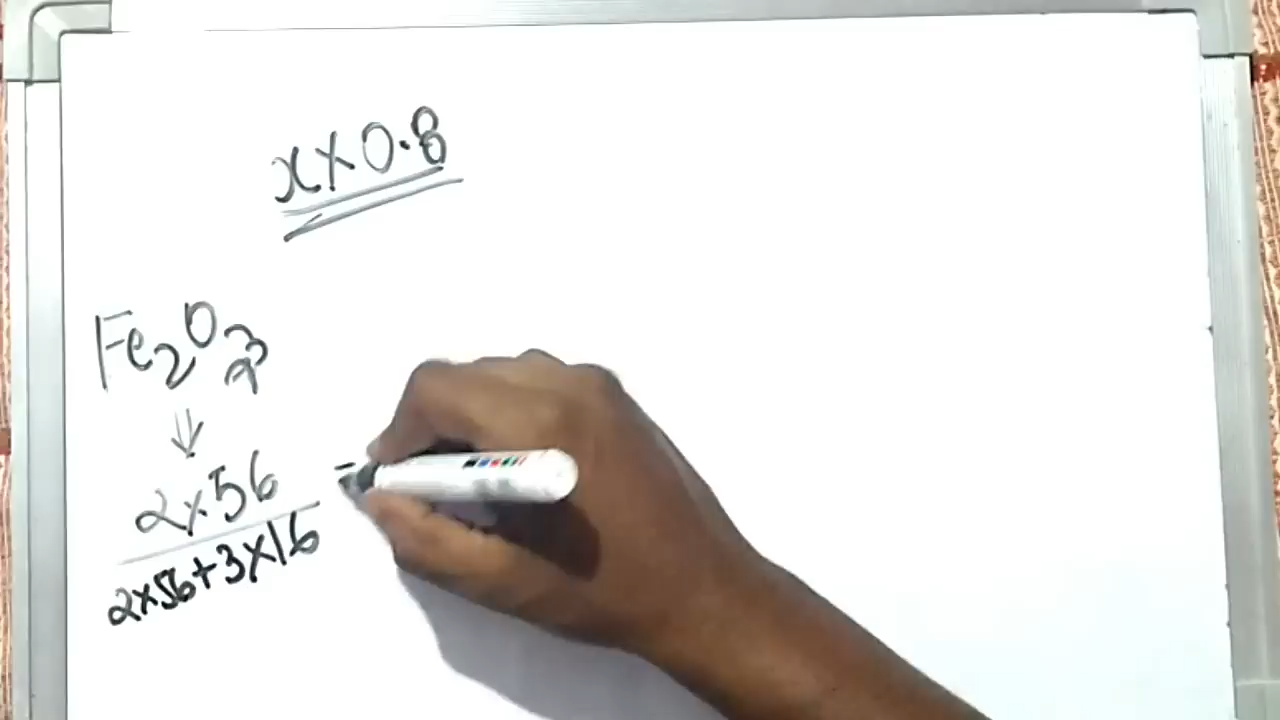 x×0.8
Fe₂O₃
⇓
2×56
2×56+3×16 =